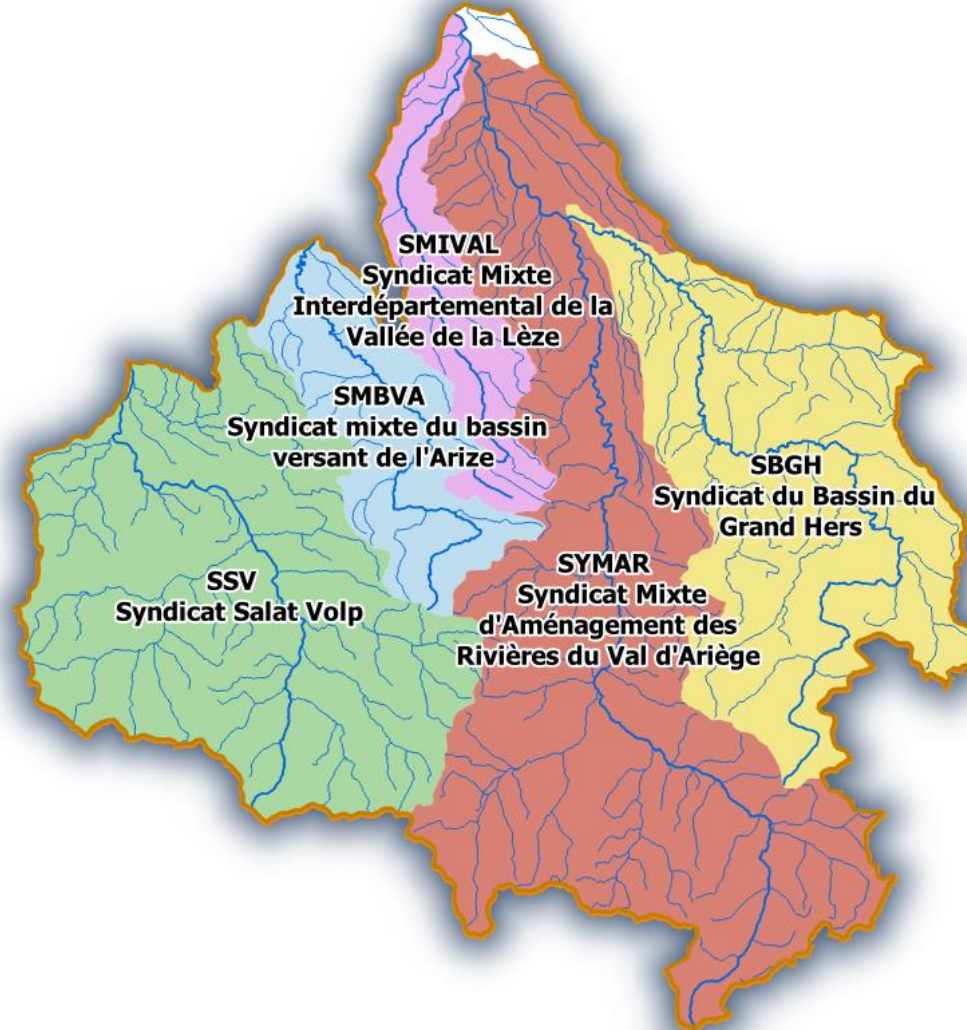 SMIVAL
Syndicat Mixte
Interdépartemental de la
Vallée de la Lèze
SMBVA
Syndicat mixte du bassin
versant de l'Arize
SBGH
Syndicat du Bassin du
Grand Hers
SSV
Syndicat Salat Volp
SYMAR
Syndicat Mixte
d'Aménagement des
Rivières du Val d'Ariège